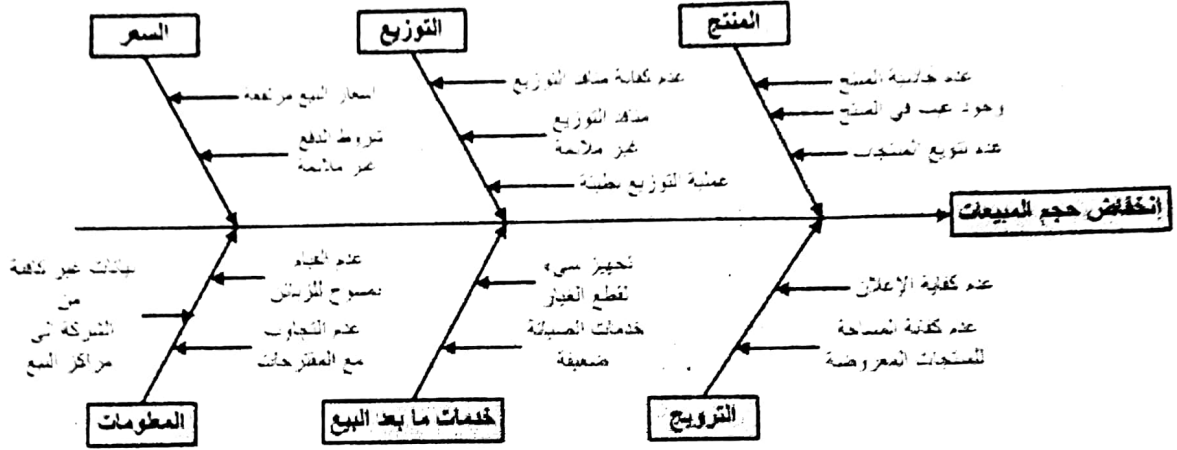 المنتج
التوزيع
السعر
عدم جاذبية المنتج
وجود عيب في المنتج
عدم تنويع المنتجات
عدم كفاية منافذ التوزيع
منافذ التوزيع
غير ملائمة
عملية التوزيع بطيئة
اسعار البيع مرتفعة
شروط الدفع
غير ملائمة
إنخفاض حجم المبيعات
عدم كفاية الإعلان
عدم كفاية المساحة
للمنتجات المعروضة
تجهيز سيء
لقطع الغيار
خدمات الصيانة
ضعيفة
عدم القيام
بمسوح للزبائن
عدم التجاوب
مع المقترحات
بيانات غير كافية
من
الشركة الى
مراكز البيع
الترويج
خدمات ما بعد البيع
المعلومات